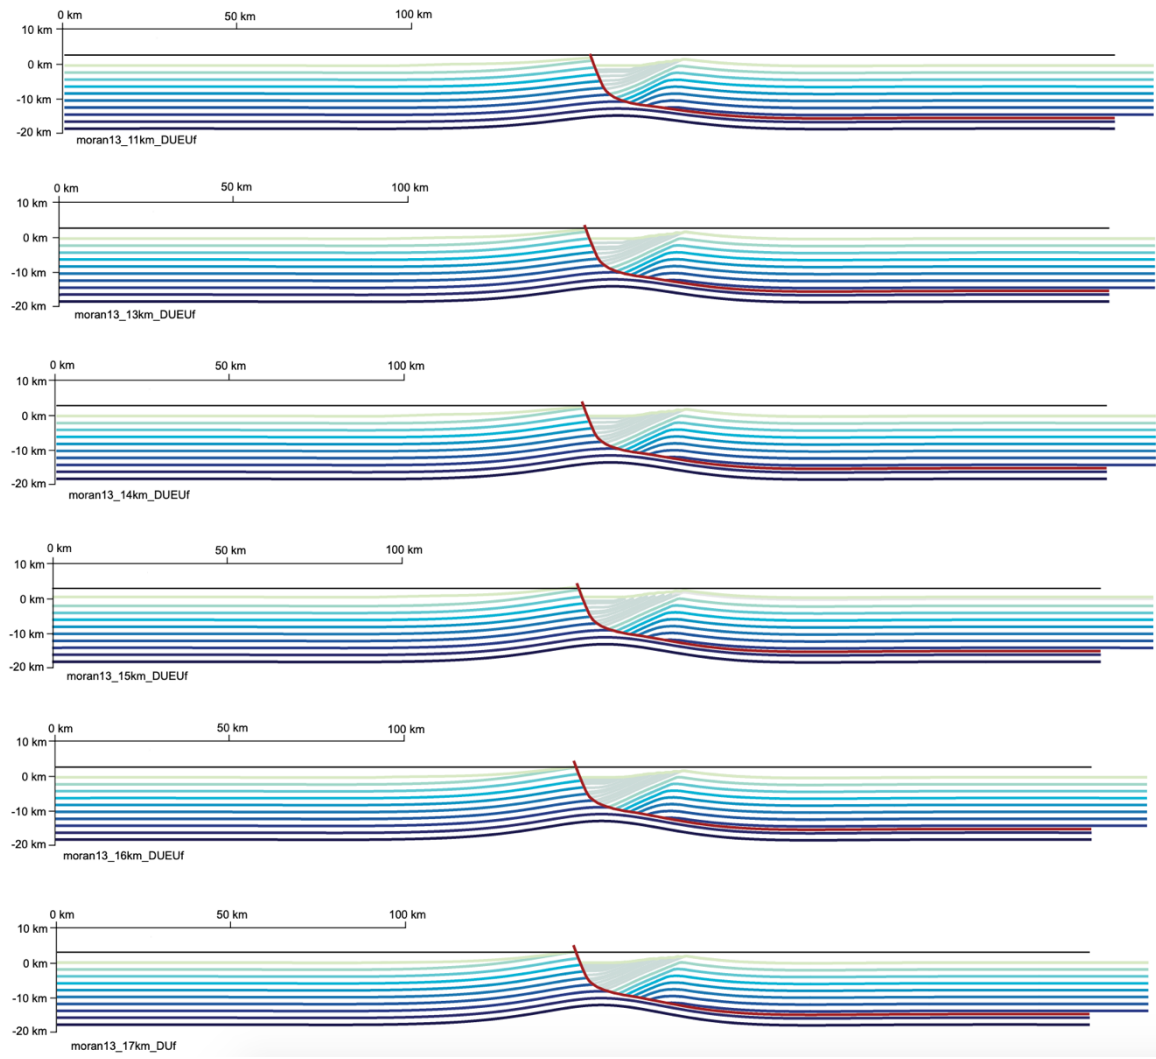 0 km 50 km 100 km
10 km
0 km
-10 km
-20 km
moran13_11km_DUEUf
0 km 50 km 100 km
10 km
0 km
-10 km
-20 km
moran13_13km_DUEUf
0 km 50 km 100 km
10 km
0 km
-10 km
-20 km
moran13_14km_DUEUf
0 km 50 km 100 km
10 km
0 km
-10 km
-20 km
moran13_15km_DUEUf
0 km 50 km 100 km
10 km
0 km
-10 km
-20 km
moran13_16km_DUEUf
0 km 50 km 100 km
10 km
0 km
-10 km
-20 km
moran13_17km_DUf